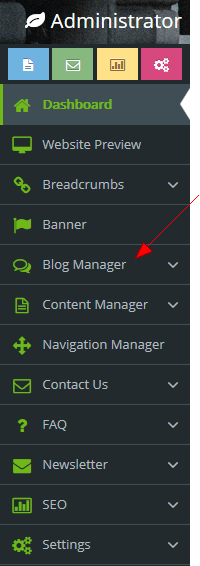 Administrator
Dashboard
Website Preview
Breadcrumbs
Banner
Blog Manager
Content Manager
Navigation Manager
Contact Us
FAQ
Newsletter
SEO
Settings